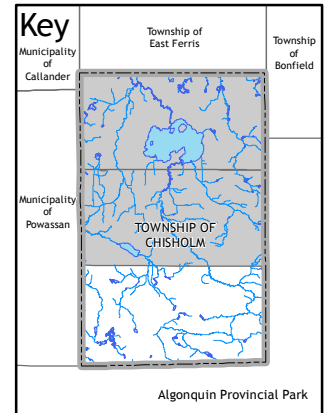 Key
Township of
East Ferris
Township
of
Bonfield
Municipality
of
Callander
Municipality
of
Powassan
TOWNSHIP OF
CHISHOLM
Algonquin Provincial Park